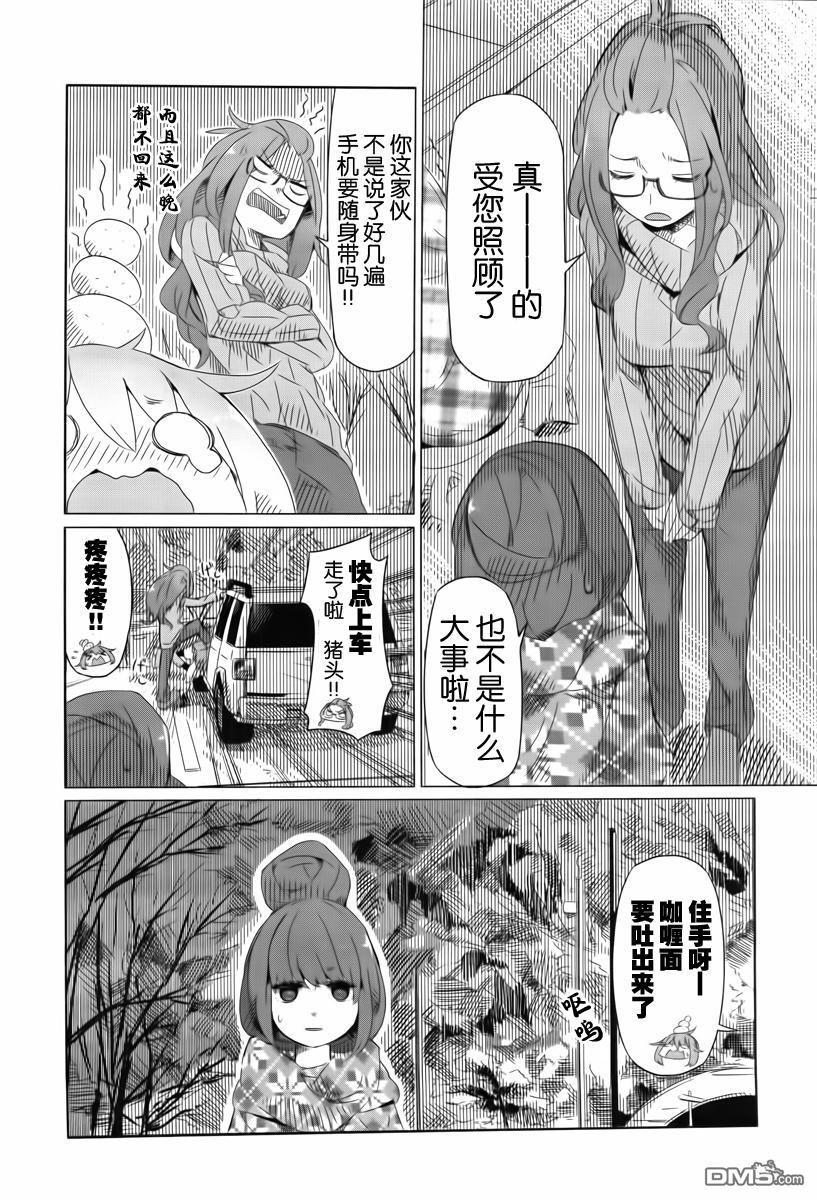 真———的
受您照顾了
也不是什么
大事啦…
你这家伙
不是说了好几遍
手机要随身带吗!!
而且这么晚
都不回来
快点上车
走了啦 猪头!!
疼疼疼!!
住手呀—
咖喱面
要吐出来了
呕
呜
DM5.com